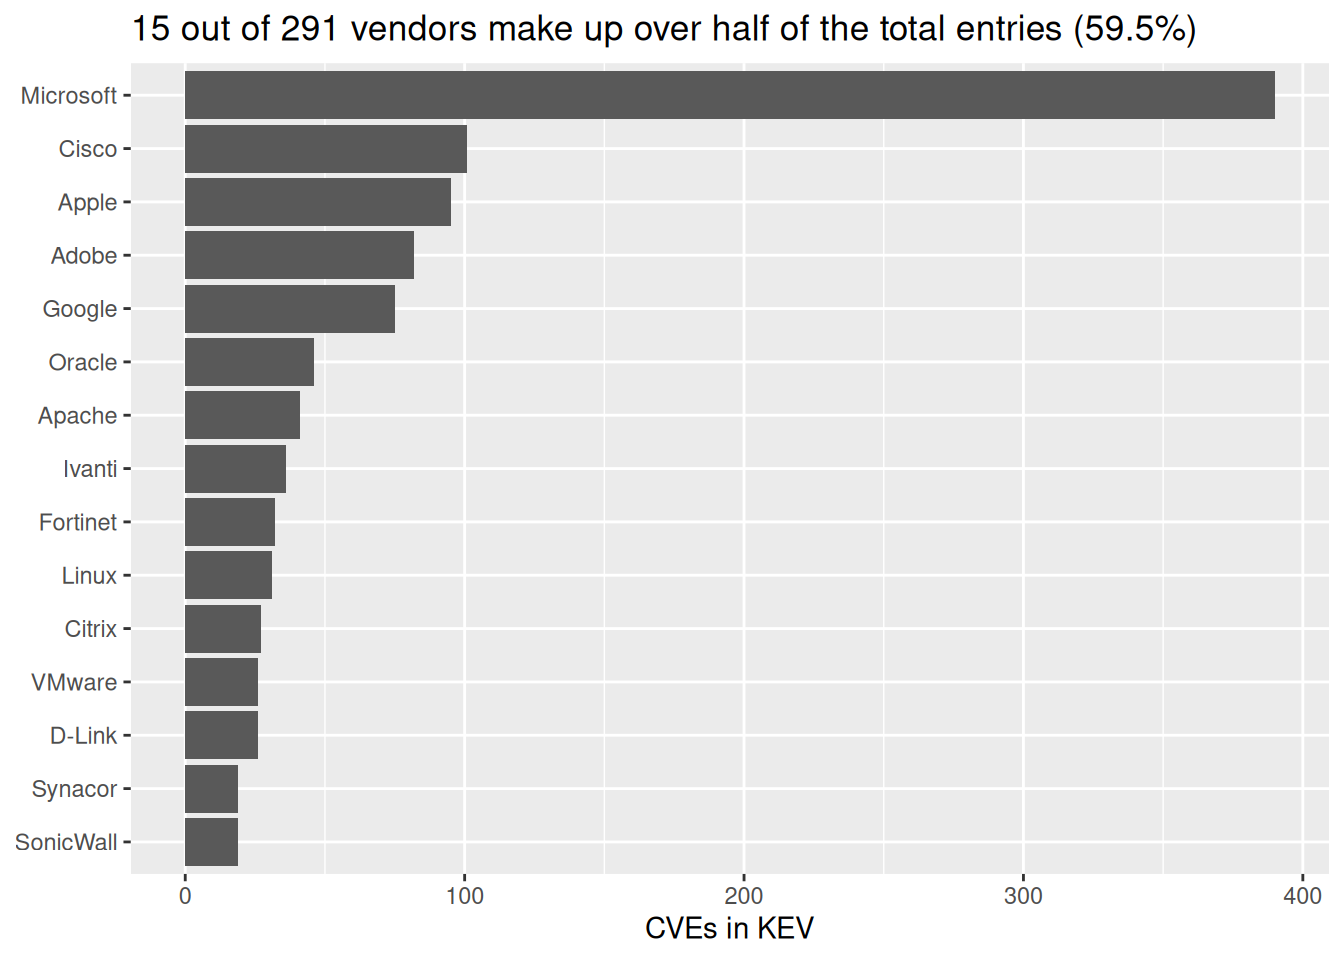 15 out of 291 vendors make up over half of the total entries (59.5%)
Microsoft
Cisco
Apple
Adobe
Google
Oracle
Apache
Ivanti
Fortinet
Linux
Citrix
VMware
D-Link
Synacor
SonicWall
0 100 200 300 400
CVEs in KEV